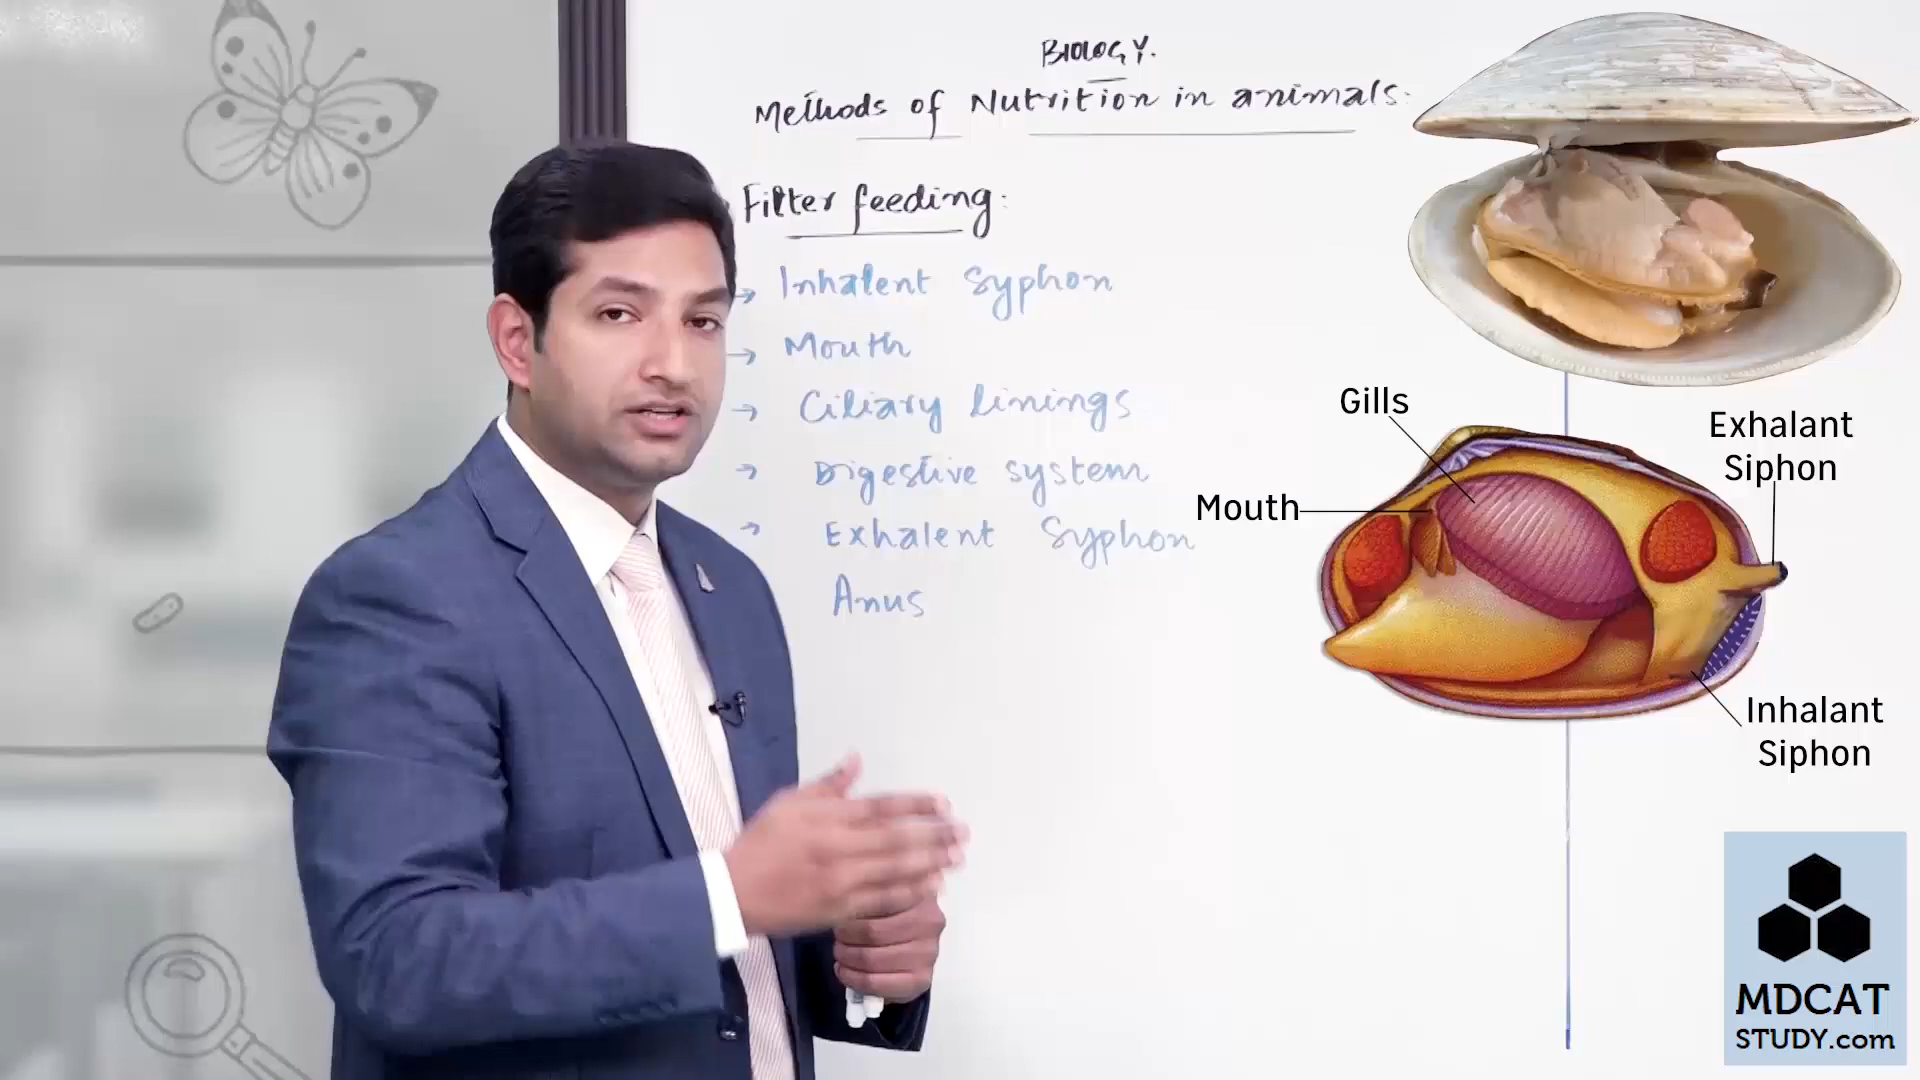 BIOLOGY.
Methods of Nutrition in animals:
Filter feeding:
→ Inhalent Syphon
→ Mouth
→ Ciliary linings
→ Digestive system
→ Exhalent Syphon
Anus
Gills
Exhalant
Siphon
Mouth
Inhalant
Siphon
MDCAT
STUDY.com